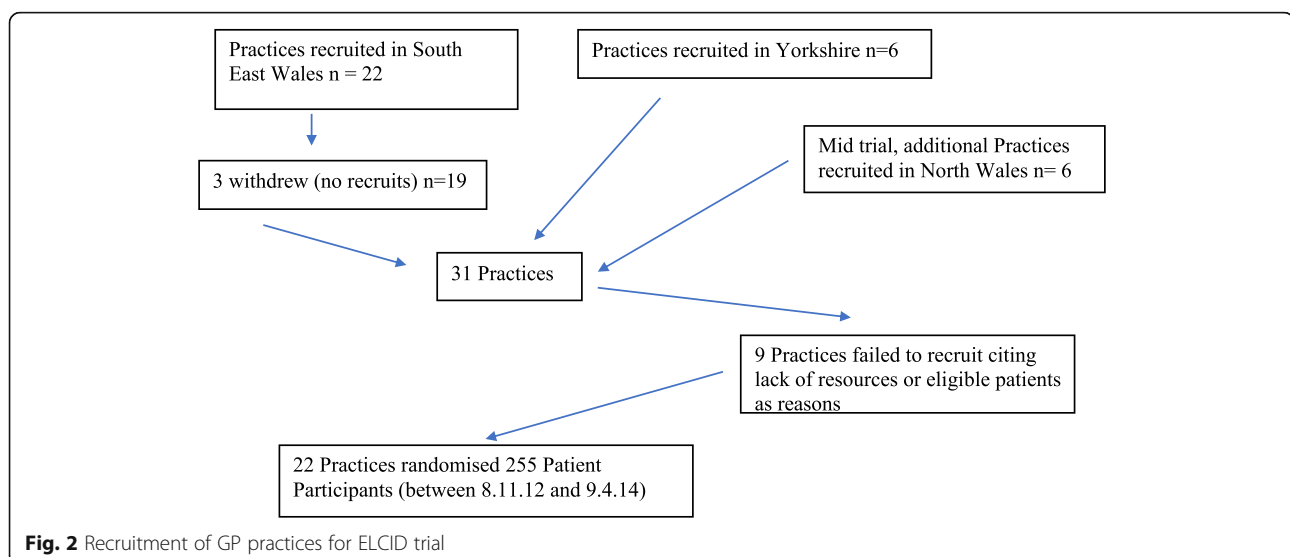 Practices recruited in South
East Wales n = 22
Practices recruited in Yorkshire n=6
Mid trial, additional Practices
recruited in North Wales n= 6
3 withdrew (no recruits) n=19
31 Practices
9 Practices failed to recruit citing
lack of resources or eligible patients
as reasons
22 Practices randomised 255 Patient
Participants (between 8.11.12 and 9.4.14)
Fig. 2 Recruitment of GP practices for ELCID trial